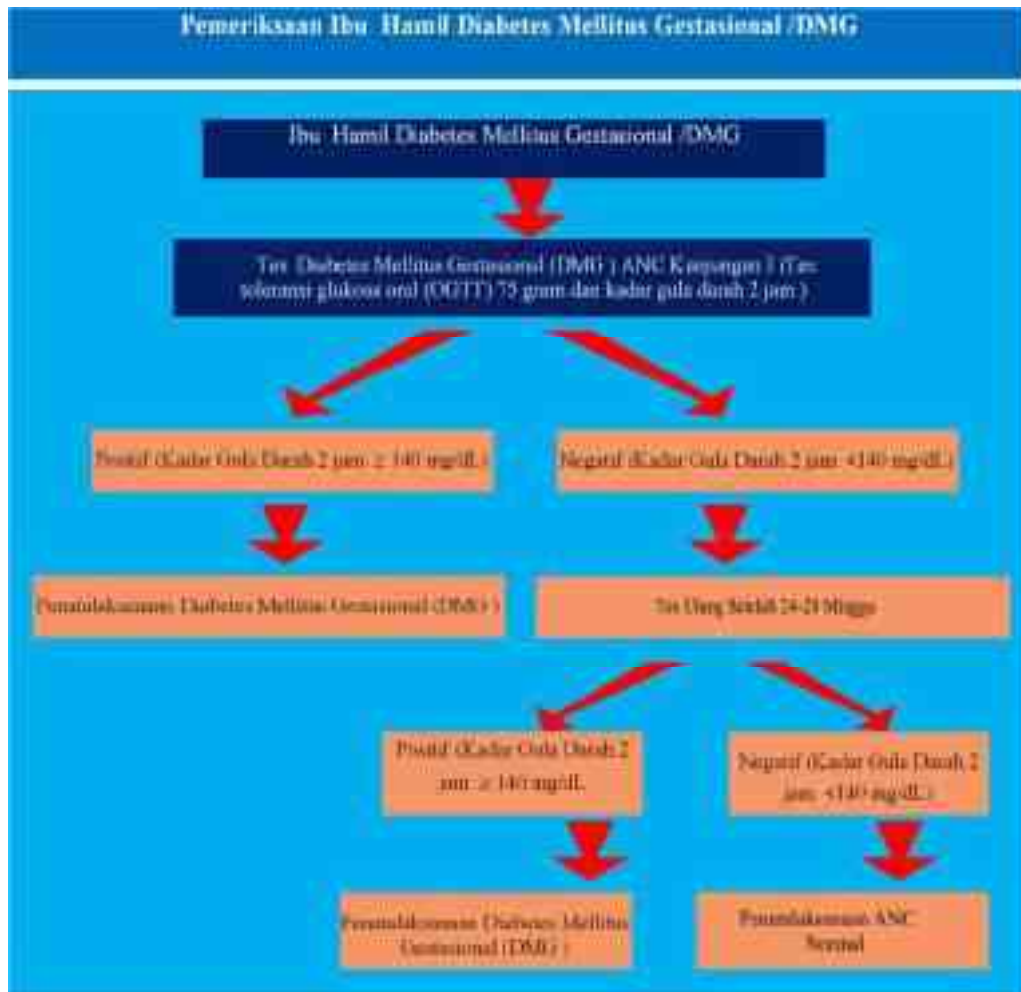 Pemeriksaan Ibu Hamil Diabetes Mellitus Gestasional /DMG
Ibu Hamil Diabetes Mellitus Gestasional /DMG
Tes Diabetes Mellitus Gestasional (DMG ) ANC Kunjungan 1 (Tes
toleransi glukosa oral (OGTT) 75 gram dan kadar gula darah 2 jam )
Positif (Kadar Gula Darah 2 jam: ≥ 140 mg/dL)
Negatif (Kadar Gula Darah 2 jam: <140 mg/dL)
Penatalaksanaan Diabetes Mellitus Gestasional (DMG )
Tes Ulang Setelah 24-28 Minggu
Positif (Kadar Gula Darah 2
jam: ≥ 140 mg/dL
Negatif (Kadar Gula Darah 2
jam: <140 mg/dL)
Penatalaksanaan Diabetes Mellitus
Gestasional (DMG )
Penatalaksanaan ANC
Normal